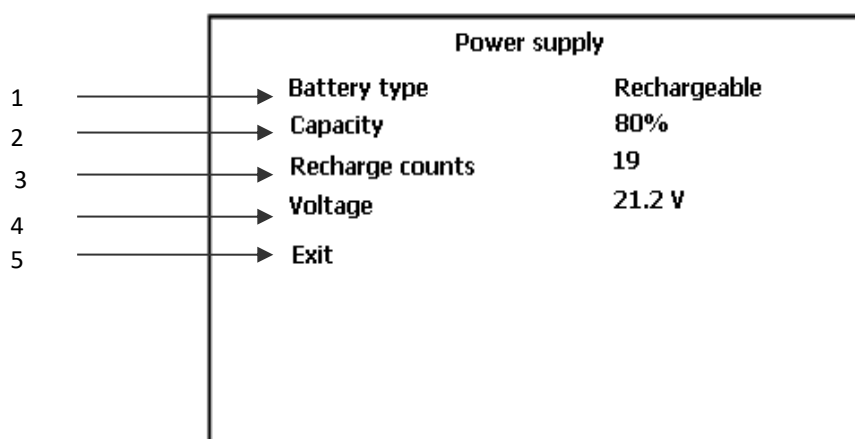 Power supply
1 Battery type Rechargeable
2 Capacity 80%
3 Recharge counts 19
4 Voltage 21.2 V
5 Exit